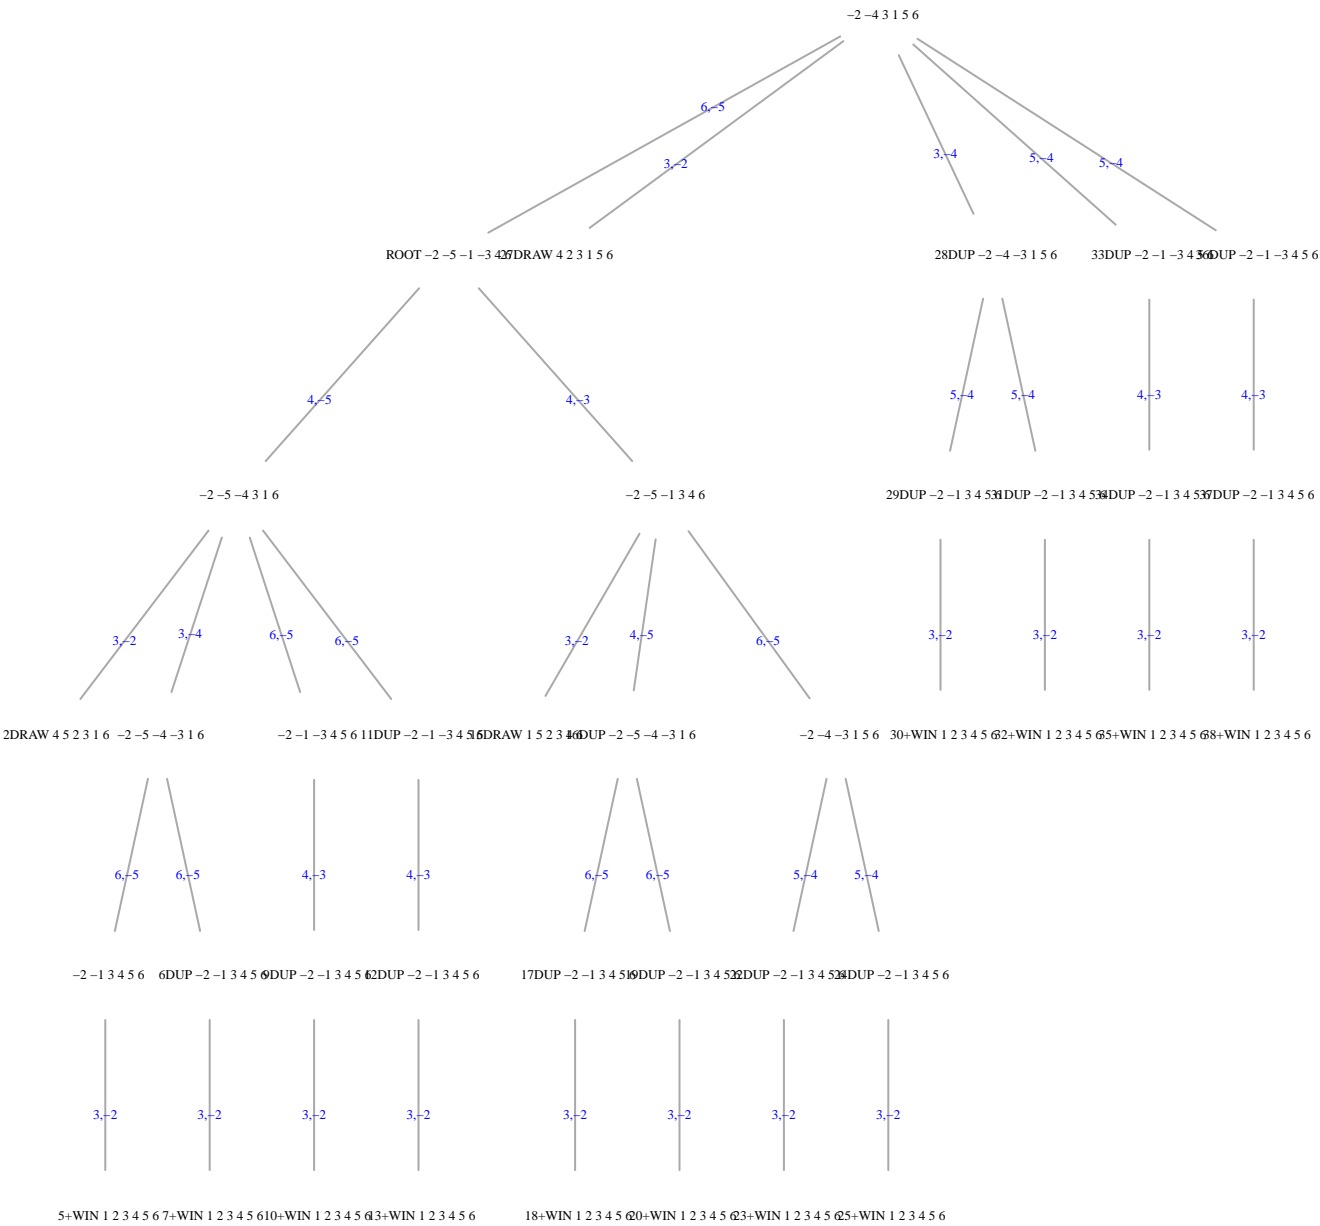 −2 −4 3 1 5 6
6,−5
3,−2
3,−4
5,−4
5,−4
ROOT −2 −5 −1 −3 4 6 27DRAW 4 2 3 1 5 6 28DUP −2 −4 −3 1 5 6 33DUP −2 −1 −3 4 5 6 36DUP −2 −1 −3 4 5 6
4,−5 4,−3 5,−4 5,−4 4,−3 4,−3
−2 −5 −4 3 1 6 −2 −5 −1 3 4 6 29DUP −2 −1 3 4 5 6 31DUP −2 −1 3 4 5 6 34DUP −2 −1 3 4 5 6 37DUP −2 −1 3 4 5 6
3,−2 3,−4 6,−5 6,−5 3,−2 4,−5 6,−5 3,−2 3,−2 3,−2 3,−2
2DRAW 4 5 2 3 1 6 −2 −5 −4 −3 1 6 −2 −1 −3 4 5 6 11DUP −2 −1 −3 4 5 6 15DRAW 1 5 2 3 4 6 16DUP −2 −5 −4 −3 1 6 −2 −4 −3 1 5 6 30+WIN 1 2 3 4 5 6 32+WIN 1 2 3 4 5 6 35+WIN 1 2 3 4 5 6 38+WIN 1 2 3 4 5 6
6,−5 6,−5 4,−3 4,−3 6,−5 6,−5 5,−4 5,−4
−2 −1 3 4 5 6 6DUP −2 −1 3 4 5 6 9DUP −2 −1 3 4 5 6 12DUP −2 −1 3 4 5 6 17DUP −2 −1 3 4 5 6 19DUP −2 −1 3 4 5 6 22DUP −2 −1 3 4 5 6 24DUP −2 −1 3 4 5 6
3,−2 3,−2 3,−2 3,−2 3,−2 3,−2 3,−2 3,−2
5+WIN 1 2 3 4 5 6 7+WIN 1 2 3 4 5 6 10+WIN 1 2 3 4 5 6 13+WIN 1 2 3 4 5 6 18+WIN 1 2 3 4 5 6 20+WIN 1 2 3 4 5 6 23+WIN 1 2 3 4 5 6 25+WIN 1 2 3 4 5 6